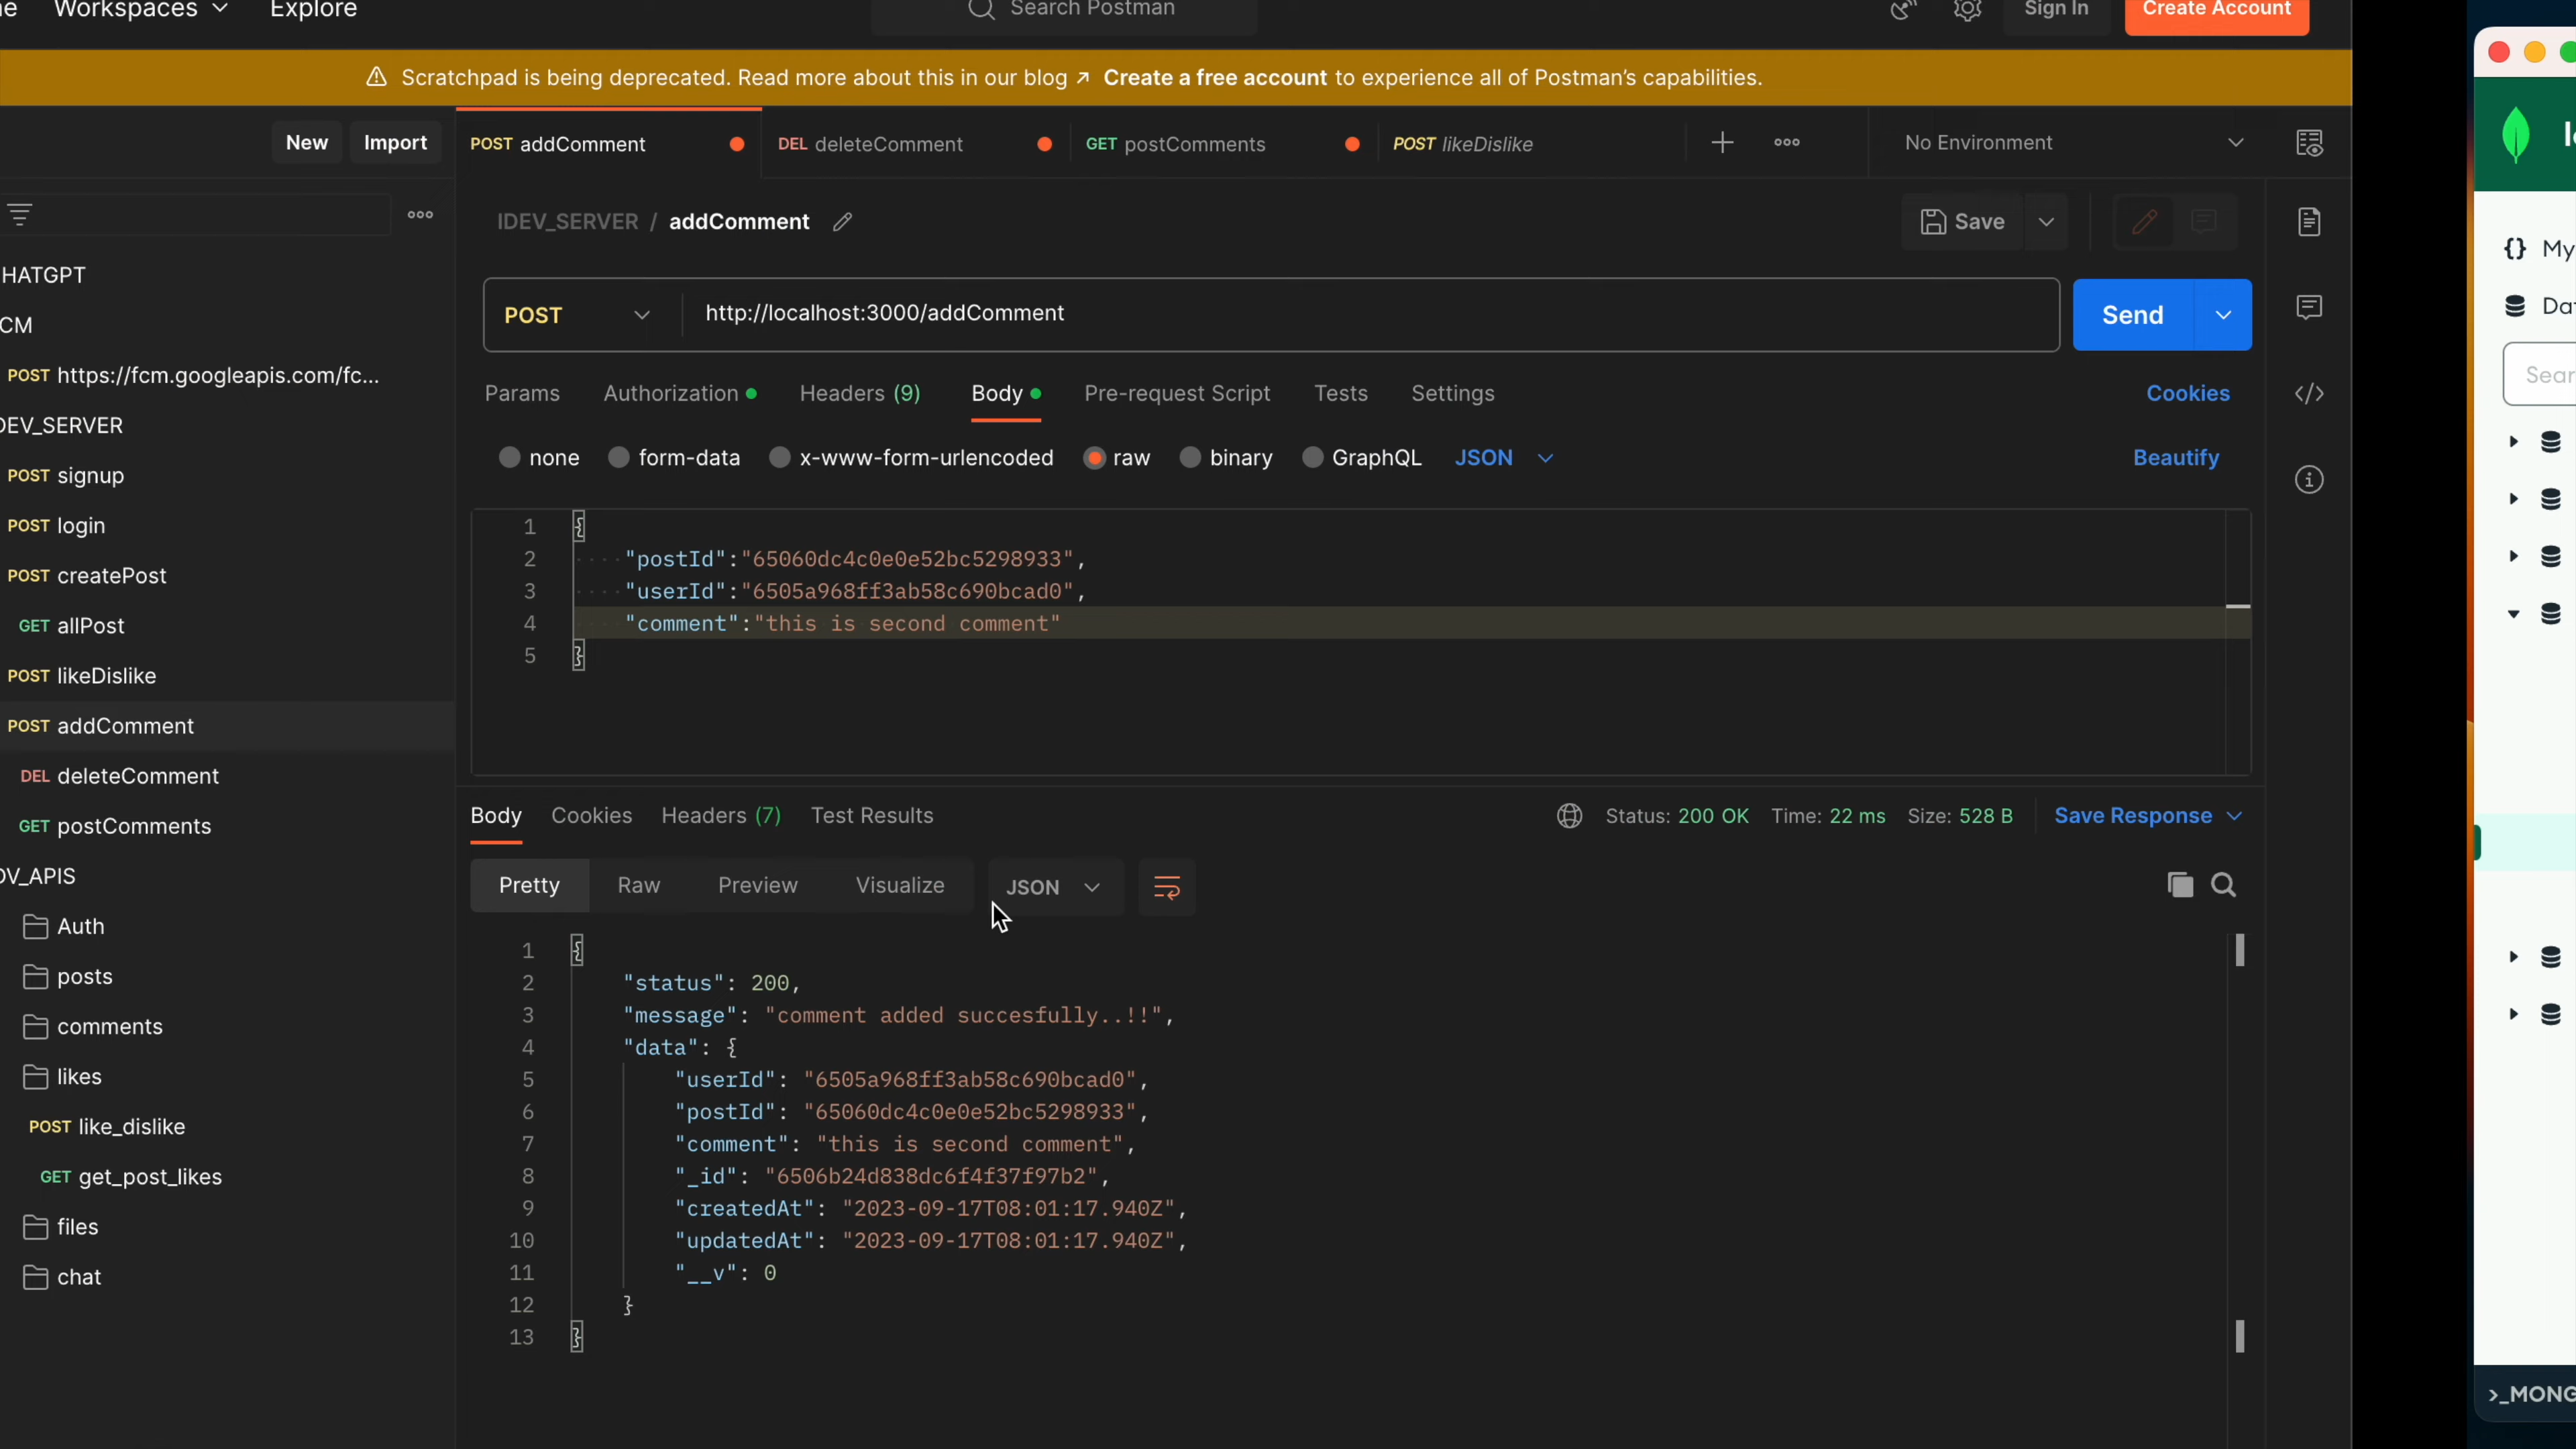 Workspaces
Explore
Search Postman
Sign In
Create Account
Scratchpad is being deprecated. Read more about this in our blog ↗ Create a free account to experience all of Postman's capabilities.
New
Import
POST addComment
DEL deleteComment
GET postComments
POST likeDislike
No Environment
IDEV_SERVER / addComment
Save
HATGPT
CM
POST https://fcm.googleapis.com/fc...
DEV_SERVER
POST signup
POST login
POST createPost
GET allPost
POST likeDislike
POST addComment
DEL deleteComment
GET postComments
OV_APIS
Auth
posts
comments
likes
POST like_dislike
GET get_post_likes
files
chat
POST
http://localhost:3000/addComment
Send
Params
Authorization
Headers (9)
Body
Pre-request Script
Tests
Settings
Cookies
none
form-data
x-www-form-urlencoded
raw
binary
GraphQL
JSON
Beautify
1 {
2 "postId":"65060dc4c0e0e52bc5298933",
3 "userId":"6505a968ff3ab58c690bcad0",
4 "comment":"this is second comment"
5 }
Body
Cookies
Headers (7)
Test Results
Status: 200 OK
Time: 22 ms
Size: 528 B
Save Response
Pretty
Raw
Preview
Visualize
JSON
1 {
2 "status": 200,
3 "message": "comment added succesfully..!!",
4 "data": {
5 "userId": "6505a968ff3ab58c690bcad0",
6 "postId": "65060dc4c0e0e52bc5298933",
7 "comment": "this is second comment",
8 "_id": "6506b24d838dc6f4f37f97b2",
9 "createdAt": "2023-09-17T08:01:17.940Z",
10 "updatedAt": "2023-09-17T08:01:17.940Z",
11 "__v": 0
12 }
13 }
{} My
Dat
Sear
>_MONG